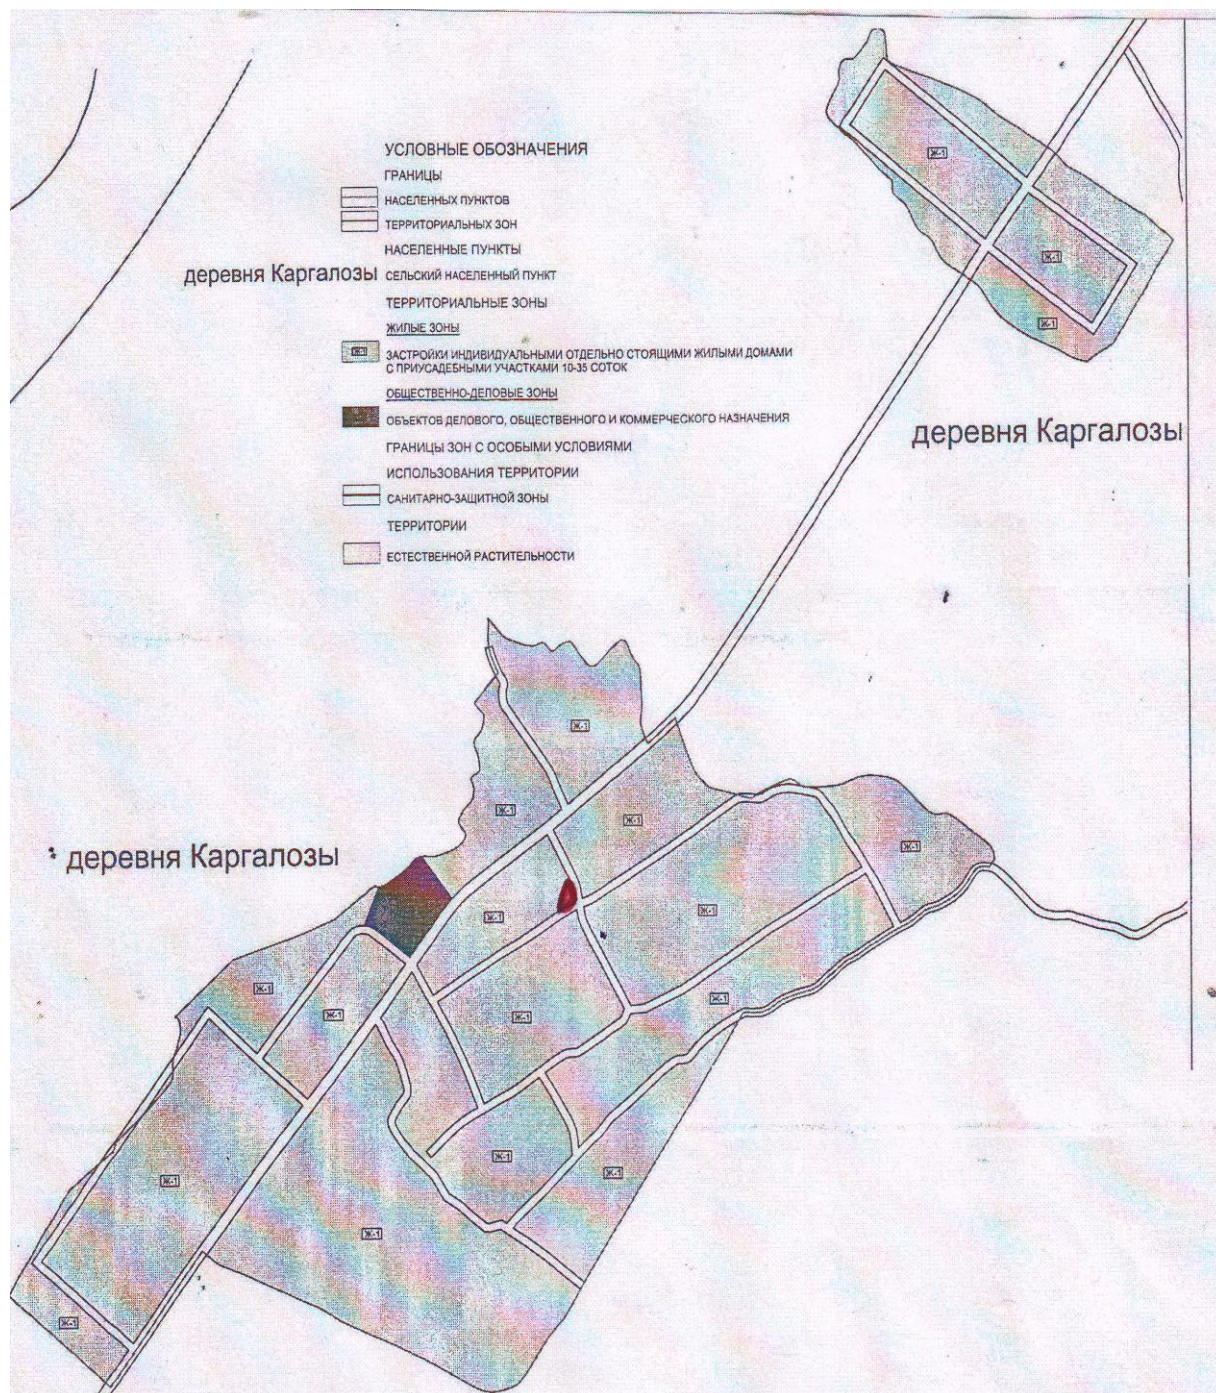 УСЛОВНЫЕ ОБОЗНАЧЕНИЯ
ГРАНИЦЫ
НАСЕЛЕННЫХ ПУНКТОВ
ТЕРРИТОРИАЛЬНЫХ ЗОН
НАСЕЛЕННЫЕ ПУНКТЫ
деревня Каргалозы СЕЛЬСКИЙ НАСЕЛЕННЫЙ ПУНКТ
ТЕРРИТОРИАЛЬНЫЕ ЗОНЫ
ЖИЛЫЕ ЗОНЫ
Ж-1 ЗАСТРОЙКИ ИНДИВИДУАЛЬНЫМИ ОТДЕЛЬНО СТОЯЩИМИ ЖИЛЫМИ ДОМАМИ
С ПРИУСАДЕБНЫМИ УЧАСТКАМИ 10-35 СОТОК
ОБЩЕСТВЕННО-ДЕЛОВЫЕ ЗОНЫ
ОБЪЕКТОВ ДЕЛОВОГО, ОБЩЕСТВЕННОГО И КОММЕРЧЕСКОГО НАЗНАЧЕНИЯ
ГРАНИЦЫ ЗОН С ОСОБЫМИ УСЛОВИЯМИ
ИСПОЛЬЗОВАНИЯ ТЕРРИТОРИИ
САНИТАРНО-ЗАЩИТНОЙ ЗОНЫ
ТЕРРИТОРИИ
ЕСТЕСТВЕННОЙ РАСТИТЕЛЬНОСТИ
Ж-1
Ж-1
Ж-1
деревня Каргалозы
Ж-1
Ж-1
Ж-1
Ж-1
деревня Каргалозы
Ж-1
Ж-1
Ж-1
Ж-1
Ж-1
Ж-1
Ж-1
Ж-1
Ж-1
Ж-1
Ж-1